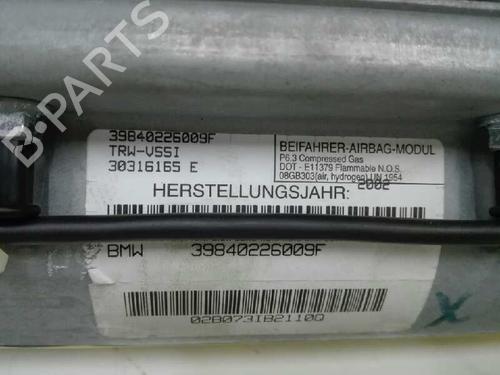 39840226009F
TRW-VSSI
30316165 E
BEIFAHRER-AIRBAG-MODUL
P6.3 Compressed Gas
DOT - E11379 Flammable N.O.S.
08GB303(air, hydrogen) UN 1954
HERSTELLUNGSJAHR: 2002
BMW 39840226009F
02B073IB2110Q
X
B-PARTS